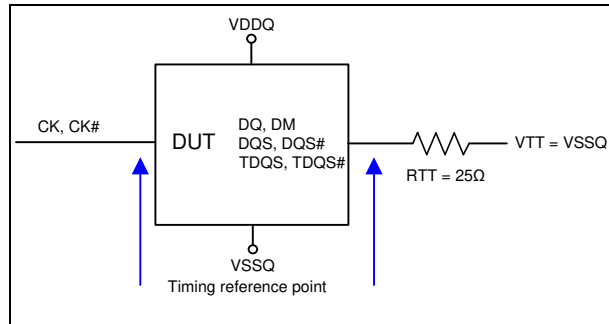 VDDQ
CK, CK#
DUT
DQ, DM
DQS, DQS#
TDQS, TDQS#
VTT = VSSQ
RTT = 25Ω
VSSQ
Timing reference point